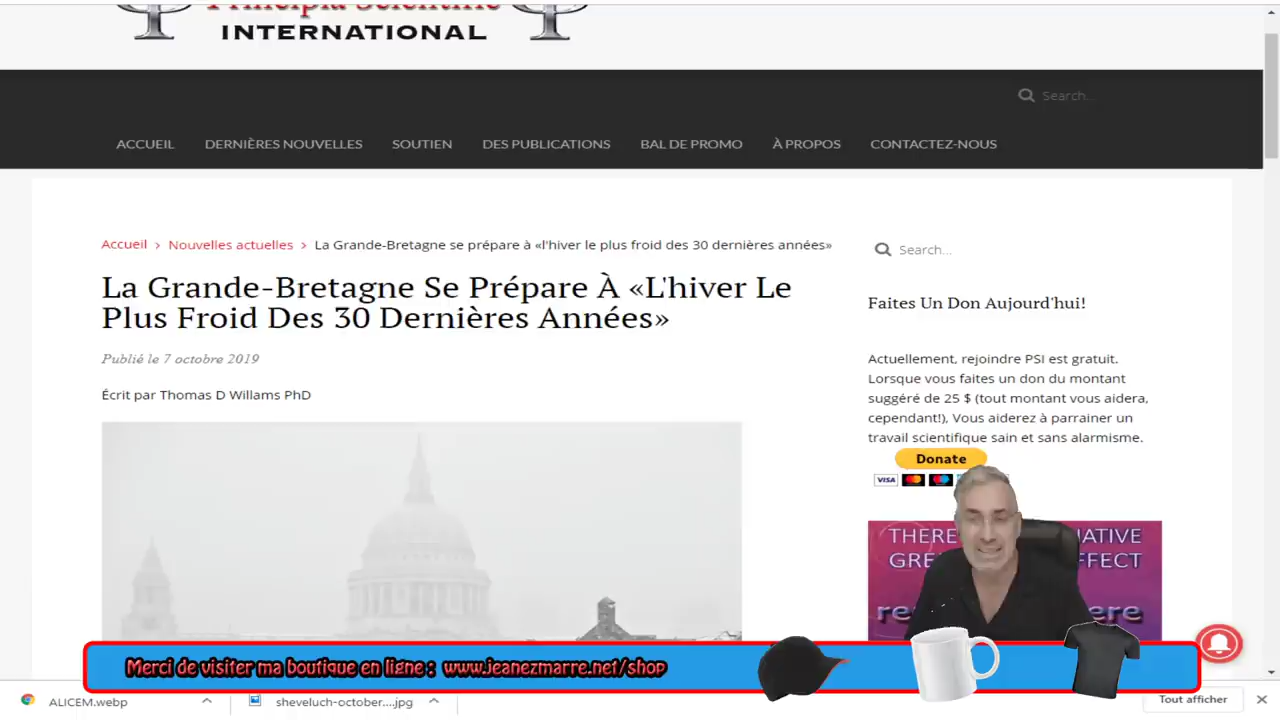 Principia Scientific
INTERNATIONAL
Search...
ACCUEIL DERNIÈRES NOUVELLES SOUTIEN DES PUBLICATIONS BAL DE PROMO À PROPOS CONTACTEZ-NOUS
Accueil > Nouvelles actuelles > La Grande-Bretagne se prépare à «l'hiver le plus froid des 30 dernières années»
La Grande-Bretagne Se Prépare À «L'hiver Le
Plus Froid Des 30 Dernières Années»
Publié le 7 octobre 2019
Écrit par Thomas D Willams PhD
Search...
Faites Un Don Aujourd'hui!
Actuellement, rejoindre PSI est gratuit.
Lorsque vous faites un don du montant
suggéré de 25 $ (tout montant vous aidera,
cependant!), Vous aiderez à parrainer un
travail scientifique sain et sans alarmisme.
Donate
VISA
THERE
Merci de visiter ma boutique en ligne : www.jeanezmarre.net/shop
ALICEM.webp sheveluch-october....jpg Tout afficher